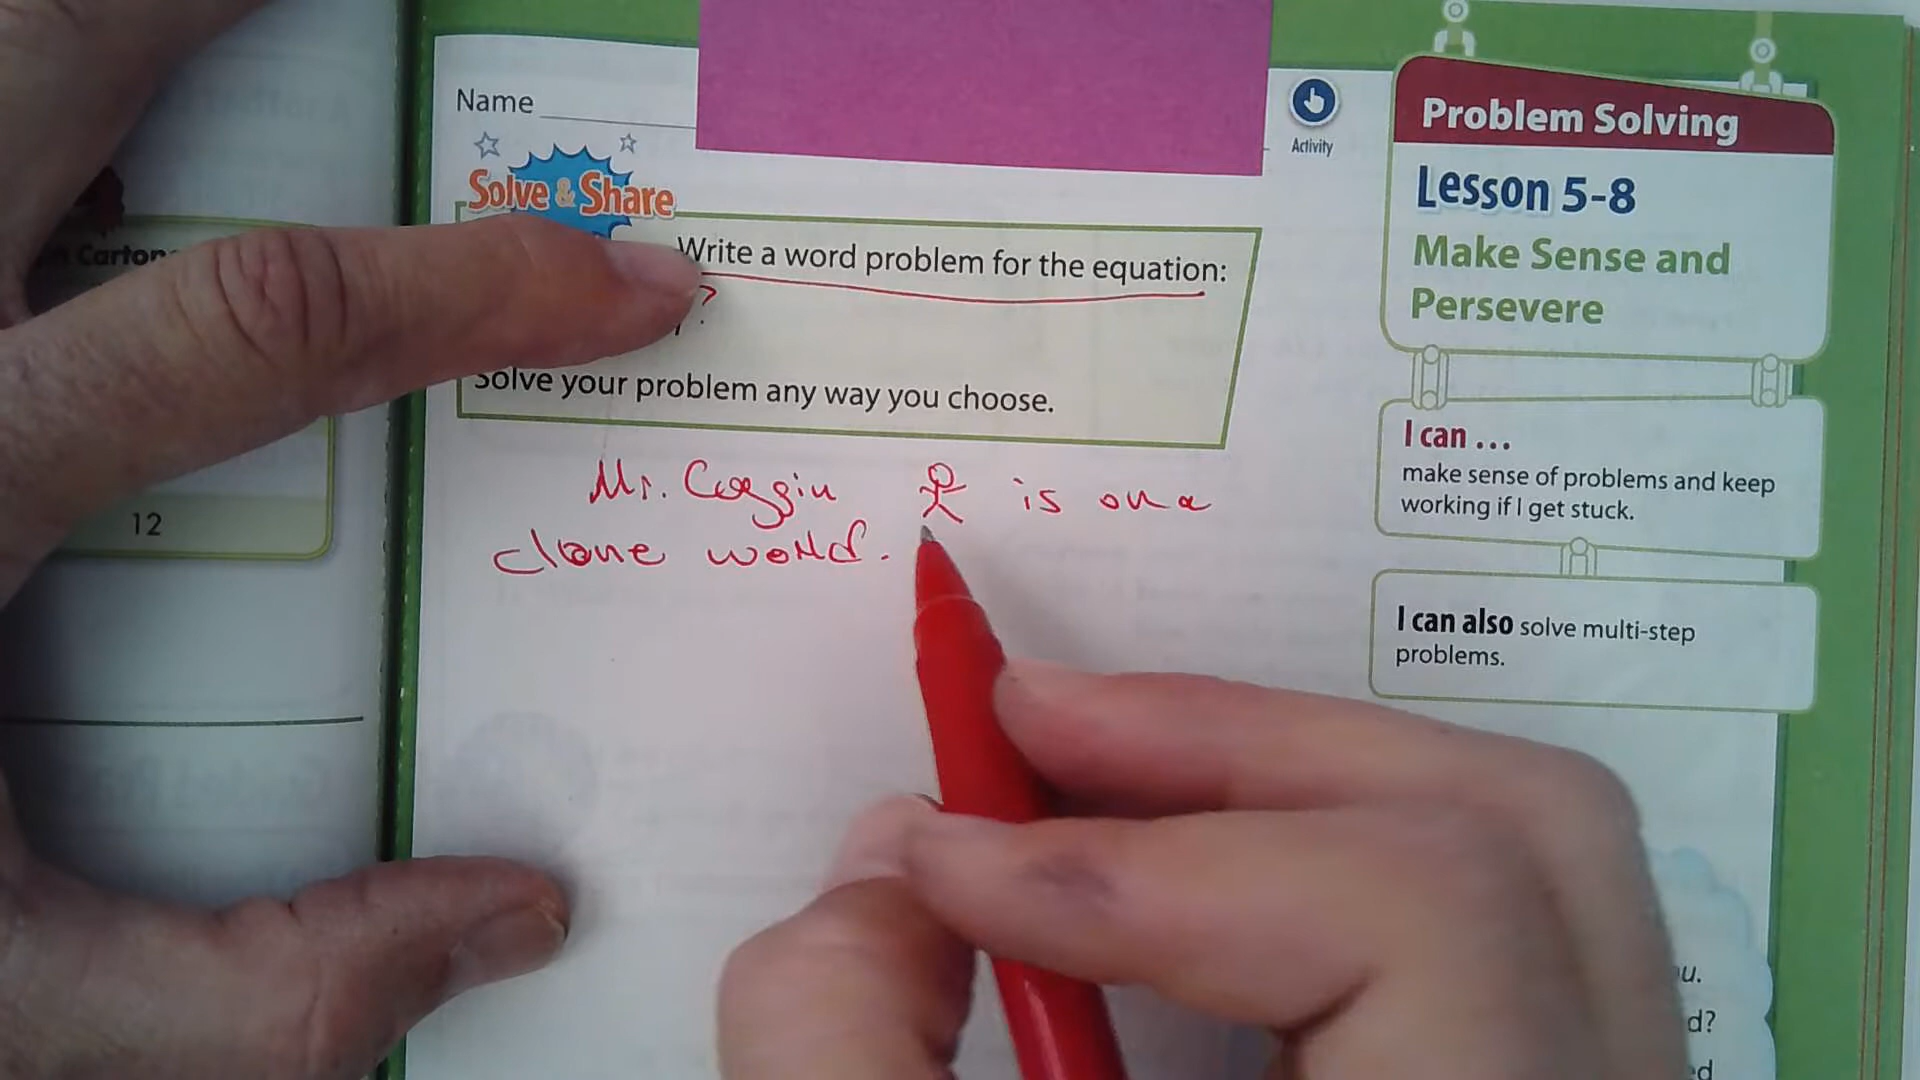 Name
Activity
Solve & Share
Write a word problem for the equation:
?
Solve your problem any way you choose.
Mr. Coggin is on a
clone world.
Problem Solving
Lesson 5-8
Make Sense and
Persevere
I can ...
make sense of problems and keep
working if I get stuck.
I can also solve multi-step
problems.
Carton
12
u.
d?
ed